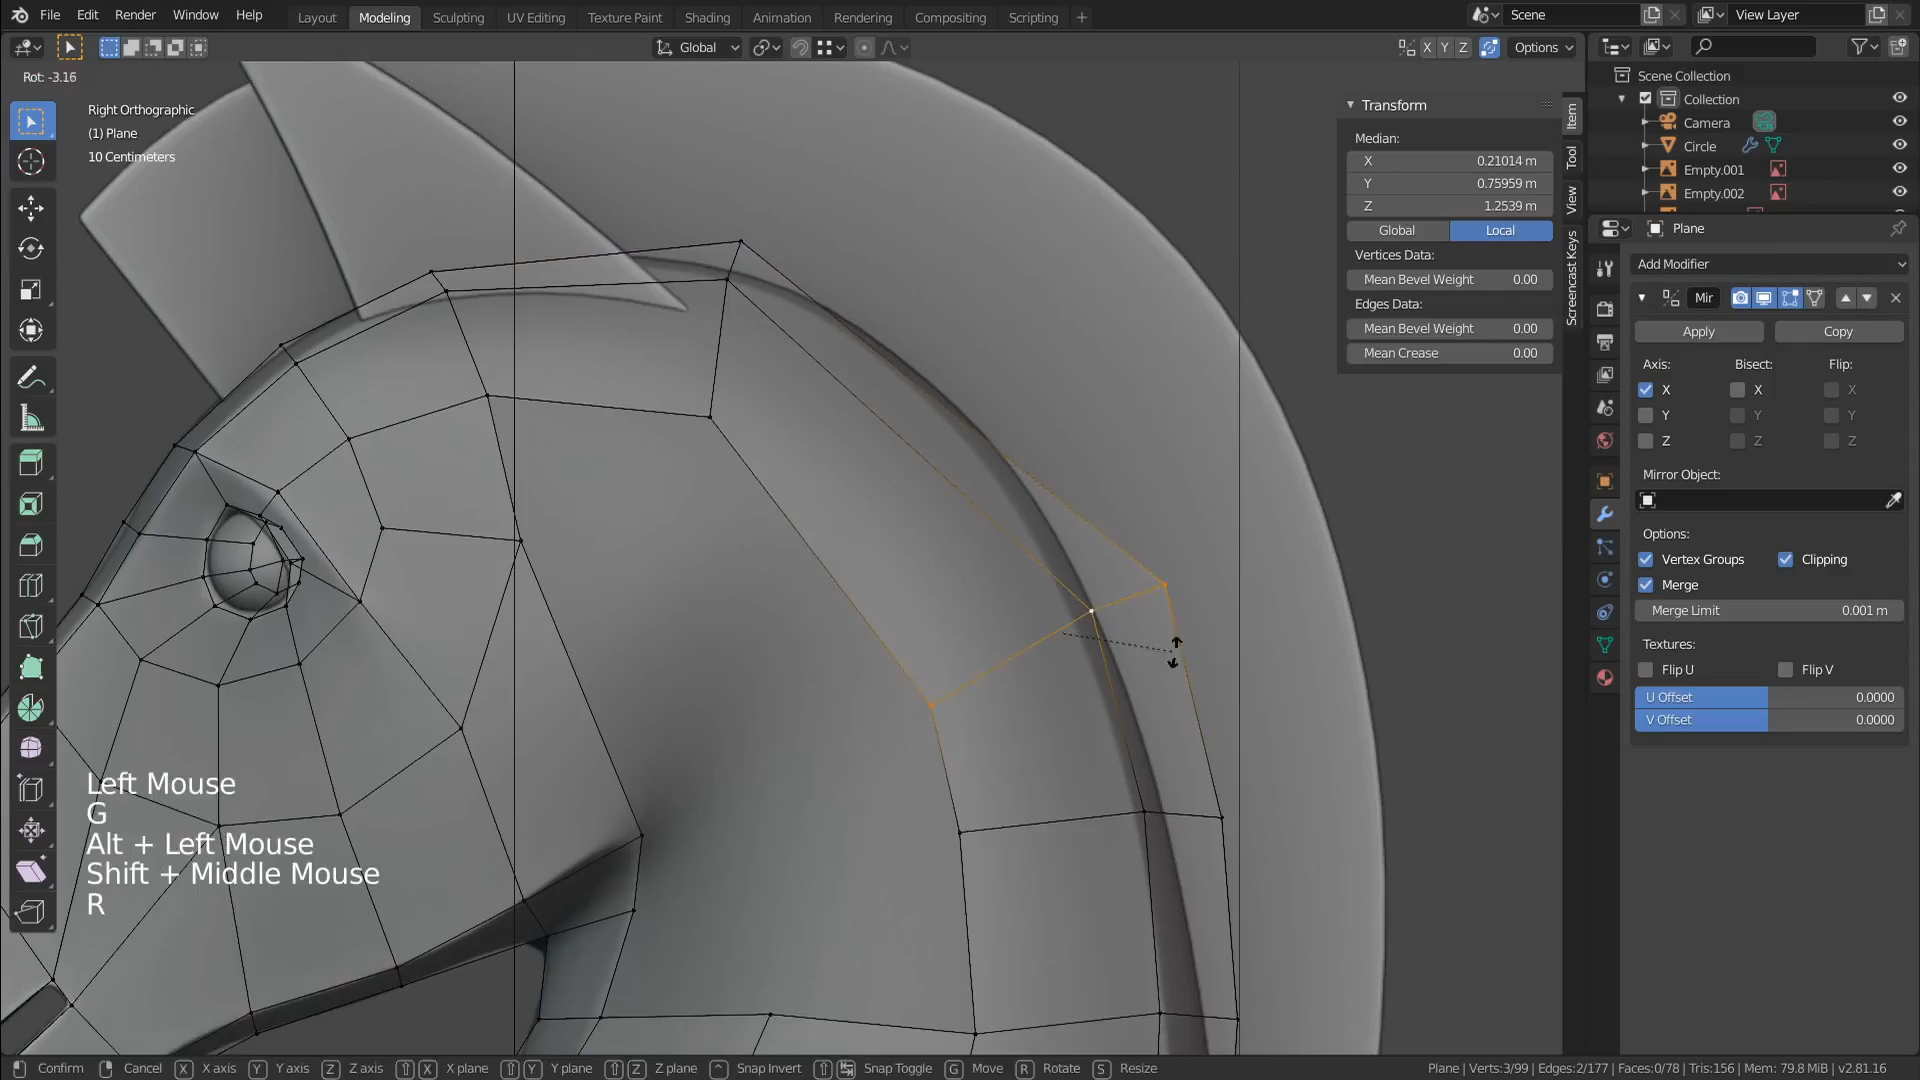 File Edit Render Window Help Layout Modeling Sculpting UV Editing Texture Paint Shading Animation Rendering Compositing Scripting + Scene View Layer
Global X Y Z Options
Rot: -3.16
Right Orthographic
(1) Plane
10 Centimeters
Transform
Median:
X 0.21014 m
Y 0.75959 m
Z 1.2539 m
Global Local
Vertices Data:
Mean Bevel Weight 0.00
Edges Data:
Mean Bevel Weight 0.00
Mean Crease 0.00
Item
Tool
View
Screencast Keys
Scene Collection
Collection
Camera
Circle
Empty.001
Empty.002
Plane
Add Modifier
Mir
Apply Copy
Axis: Bisect: Flip:
X X X
Y Y Y
Z Z Z
Mirror Object:
Options:
Vertex Groups Clipping
Merge
Merge Limit 0.001 m
Textures:
Flip U Flip V
U Offset 0.0000
V Offset 0.0000
Left Mouse
G
Alt + Left Mouse
Shift + Middle Mouse
R
Confirm Cancel X X axis Y Y axis Z Z axis X X plane Y Y plane Z Z plane Snap Invert Snap Toggle G Move R Rotate S Resize Plane | Verts:3/99 | Edges:2/177 | Faces:0/78 | Tris:156 | Mem: 79.8 MiB | v2.81.16